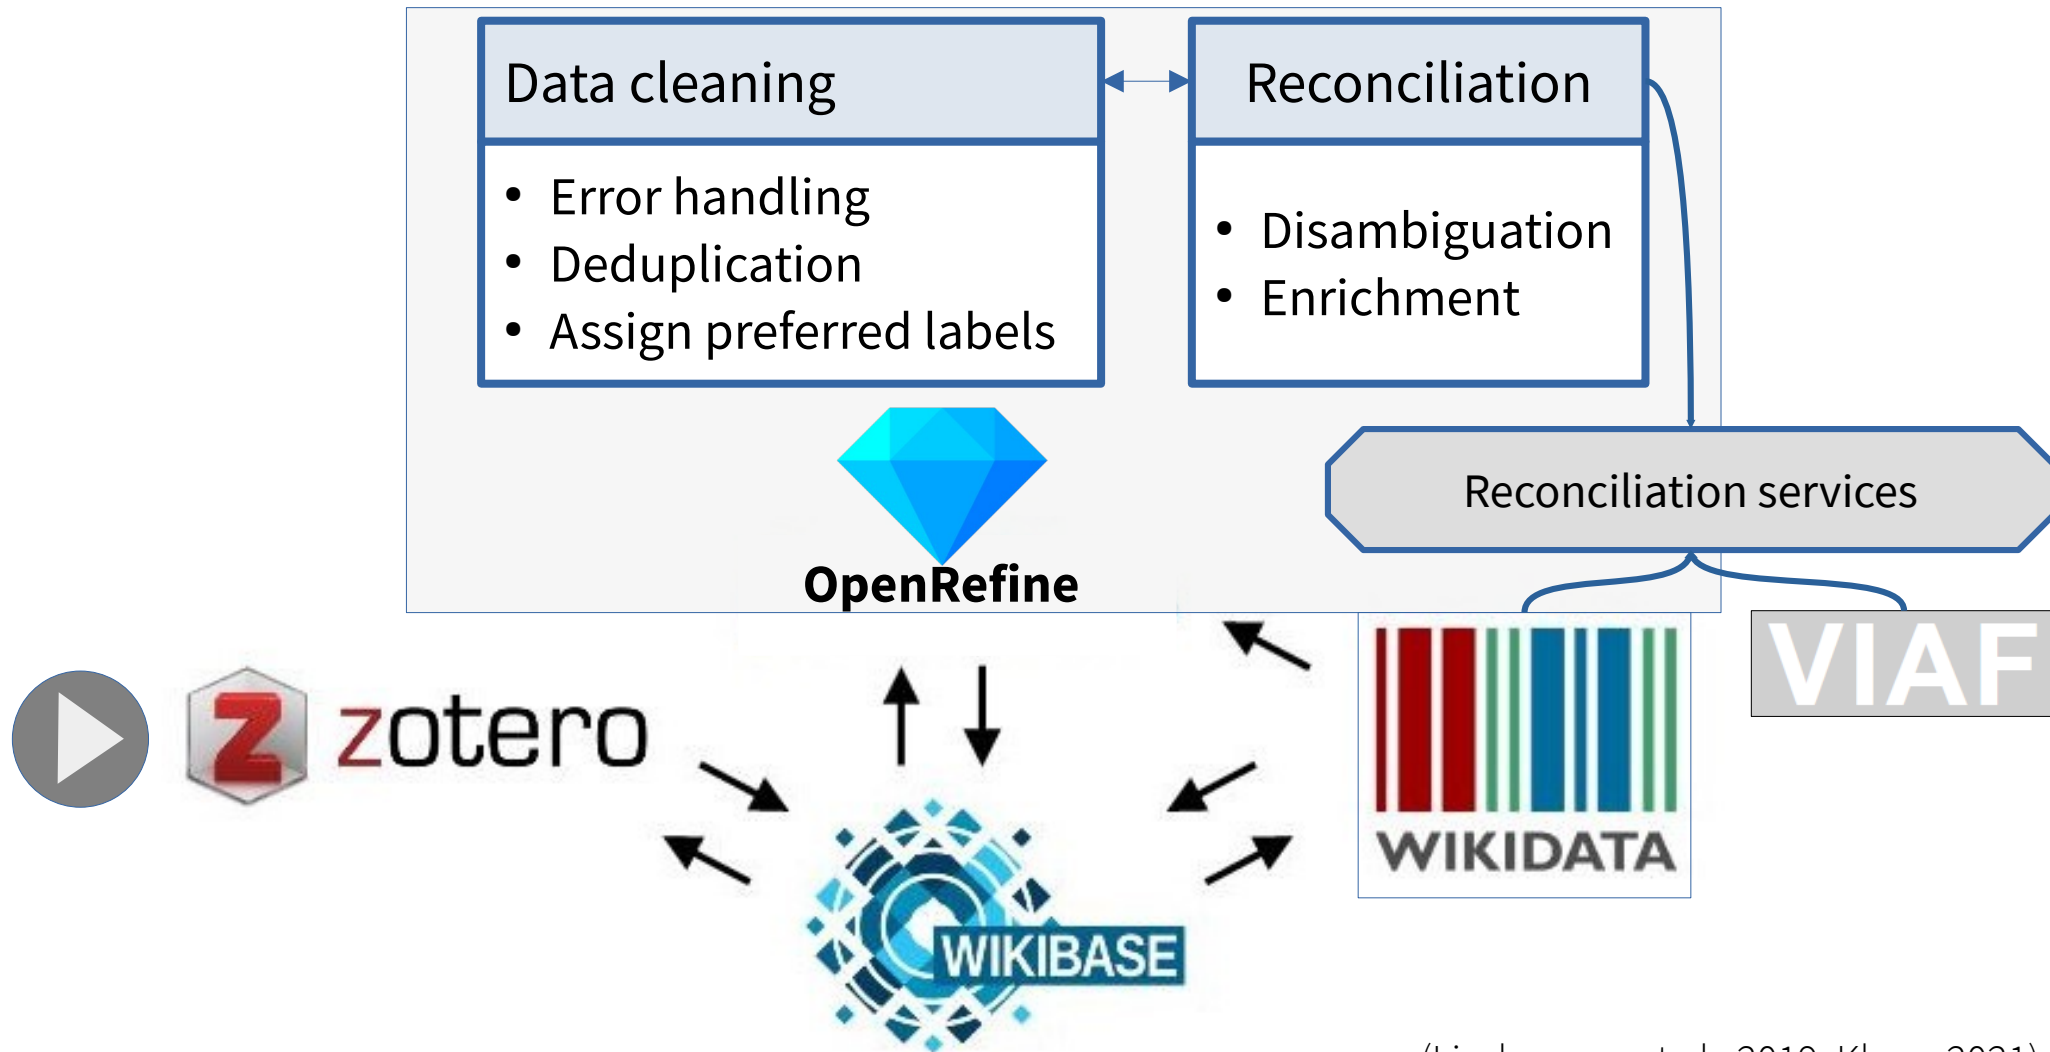 Data cleaning
Reconciliation
• Error handling
• Deduplication
• Assign preferred labels
• Disambiguation
• Enrichment
Reconciliation services
OpenRefine
VIAF
zotero
WIKIDATA
WIKIBASE